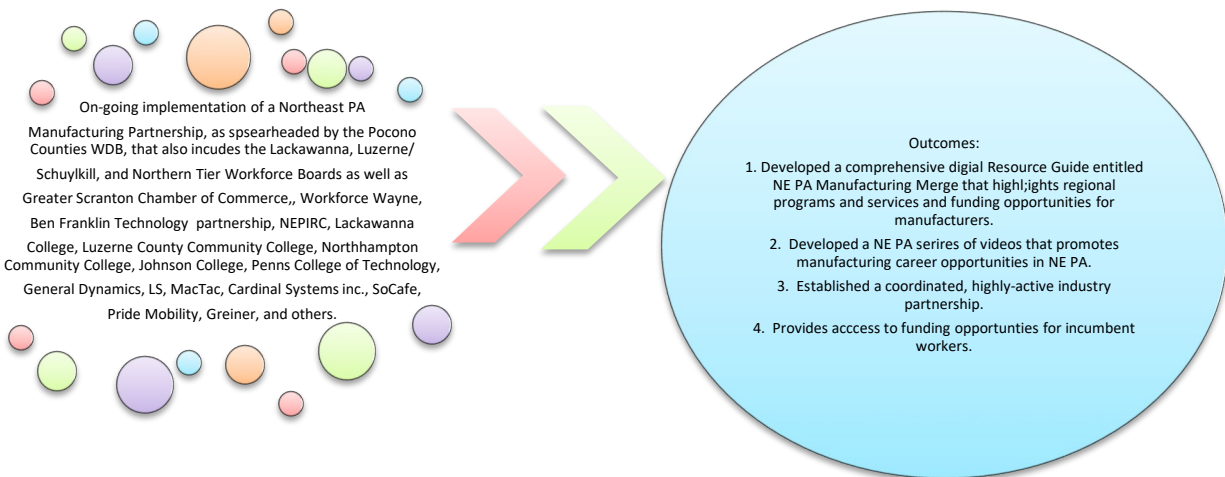 On-going implementation of a Northeast PA
Manufacturing Partnership, as spsearheaded by the Pocono
Counties WDB, that also incudes the Lackawanna, Luzerne/
Schuylkill, and Northern Tier Workforce Boards as well as
Greater Scranton Chamber of Commerce,, Workforce Wayne,
Ben Franklin Technology partnership, NEPIRC, Lackawanna
College, Luzerne County Community College, Northhampton
Community College, Johnson College, Penns College of Technology,
General Dynamics, LS, MacTac, Cardinal Systems inc., SoCafe,
Pride Mobility, Greiner, and others.
Outcomes:
1. Developed a comprehensive digial Resource Guide entitled
NE PA Manufacturing Merge that highl;ights regional
programs and services and funding opportunities for
manufacturers.
2. Developed a NE PA serires of videos that promotes
manufacturing career opportunities in NE PA.
3. Established a coordinated, highly-active industry
partnership.
4. Provides acccess to funding opportunties for incumbent
workers.